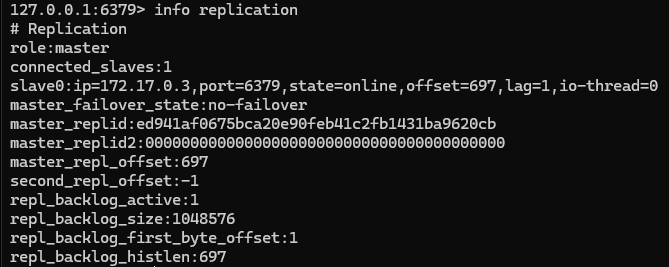 127.0.0.1:6379> info replication
# Replication
role:master
connected_slaves:1
slave0:ip=172.17.0.3,port=6379,state=online,offset=697,lag=1,io-thread=0
master_failover_state:no-failover
master_replid:ed941af0675bca20e90feb41c2fb1431ba9620cb
master_replid2:0000000000000000000000000000000000000000
master_repl_offset:697
second_repl_offset:-1
repl_backlog_active:1
repl_backlog_size:1048576
repl_backlog_first_byte_offset:1
repl_backlog_histlen:697